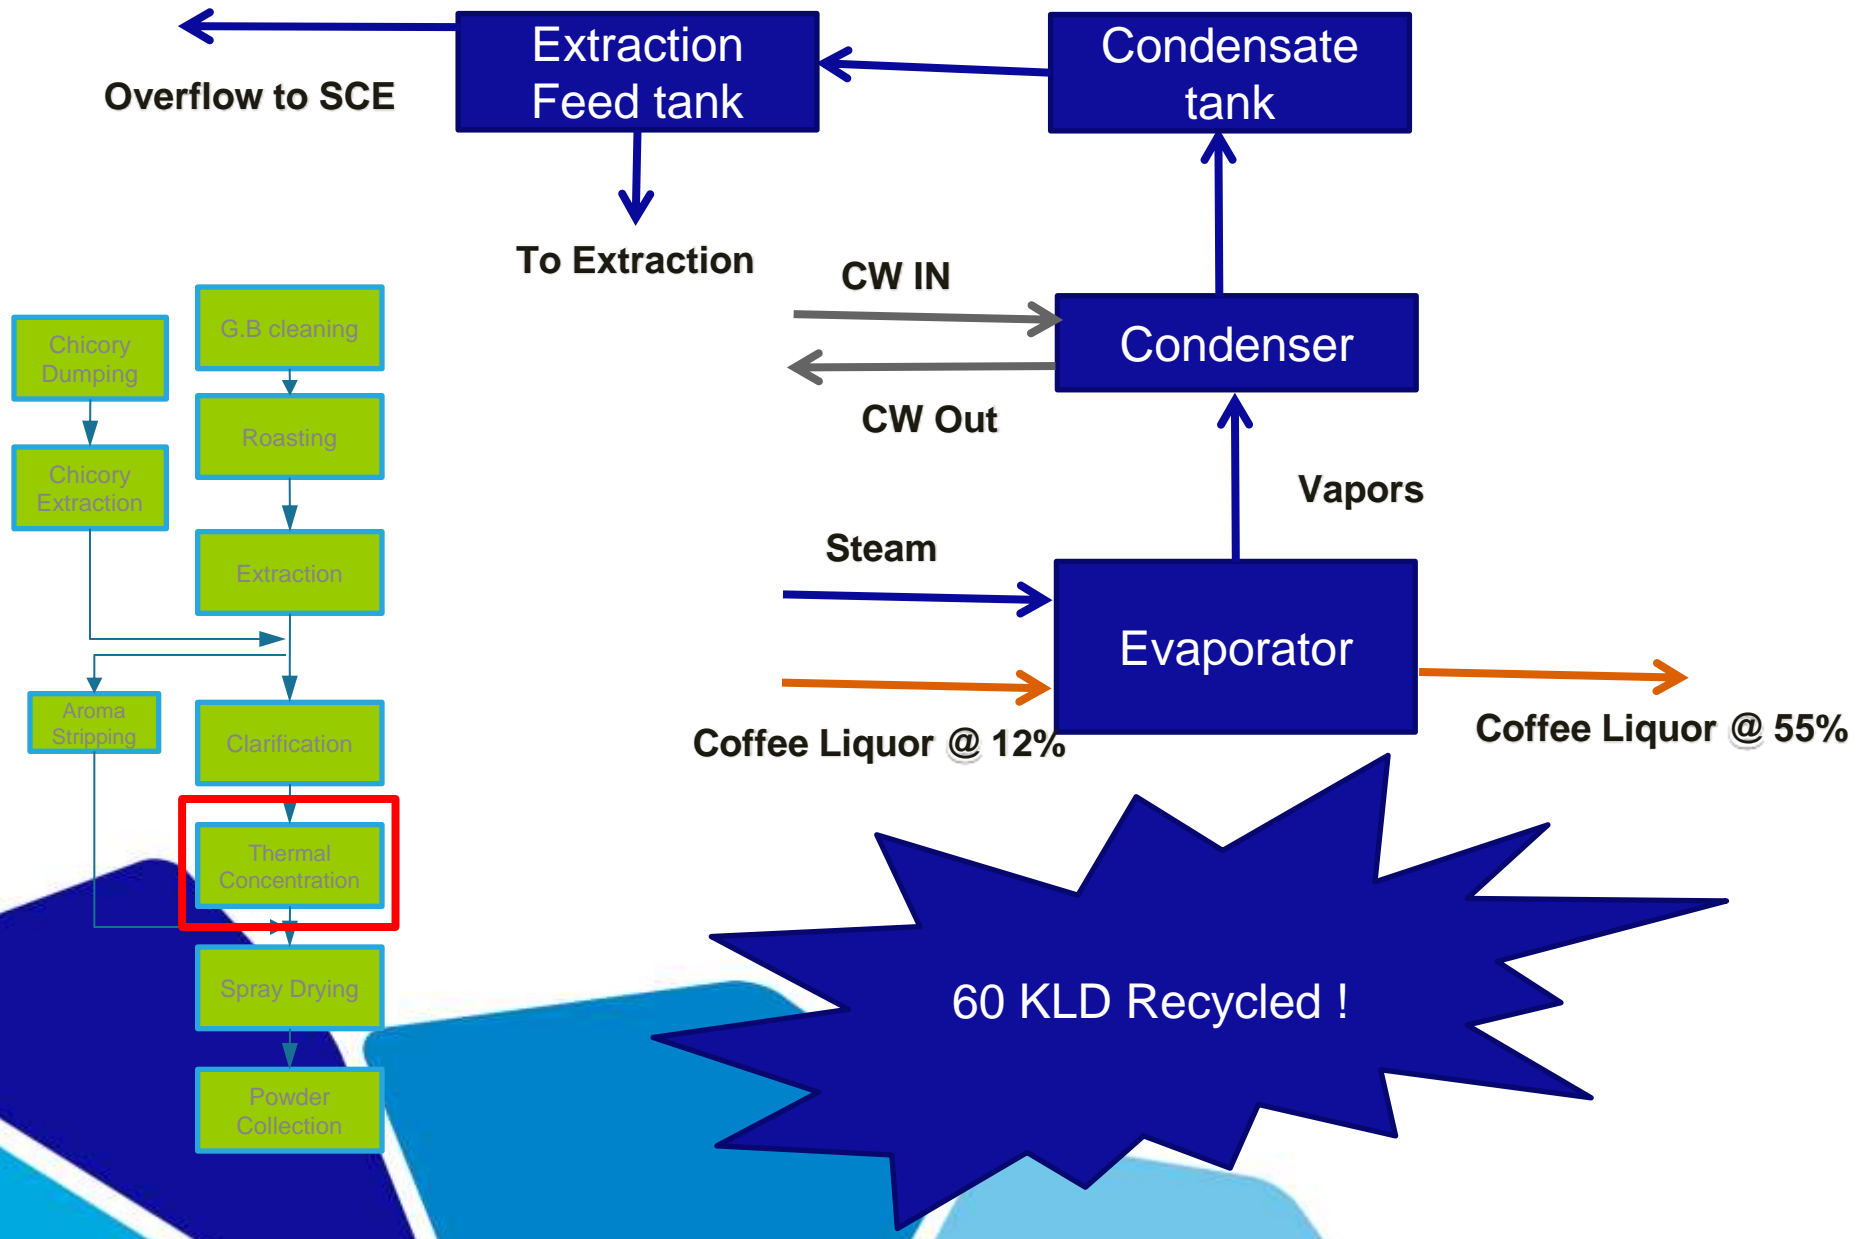 Extraction
Feed tank
Condensate
tank
Overflow to SCE
To Extraction
CW IN
Condenser
CW Out
Vapors
Steam
Evaporator
Coffee Liquor @ 12%
Coffee Liquor @ 55%
60 KLD Recycled !
Chicory
Dumping
Chicory
Extraction
G.B cleaning
Roasting
Extraction
Aroma
Stripping
Clarification
Thermal
Concentration
Spray Drying
Powder
Collection